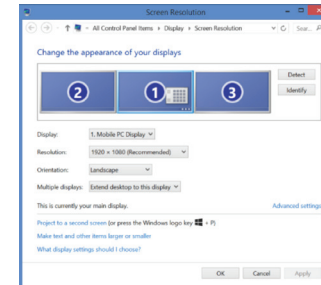 Screen Resolution
All Control Panel Items ▸ Display ▸ Screen Resolution
Sear...
Change the appearance of your displays
2
1
3
Detect
Identify
Display: 1. Mobile PC Display
Resolution: 1920 × 1080 (Recommended)
Orientation: Landscape
Multiple displays: Extend desktop to this display
This is currently your main display.
Advanced settings
Project to a second screen (or press the Windows logo key + P)
Make text and other items larger or smaller
What display settings should I choose?
OK Cancel Apply